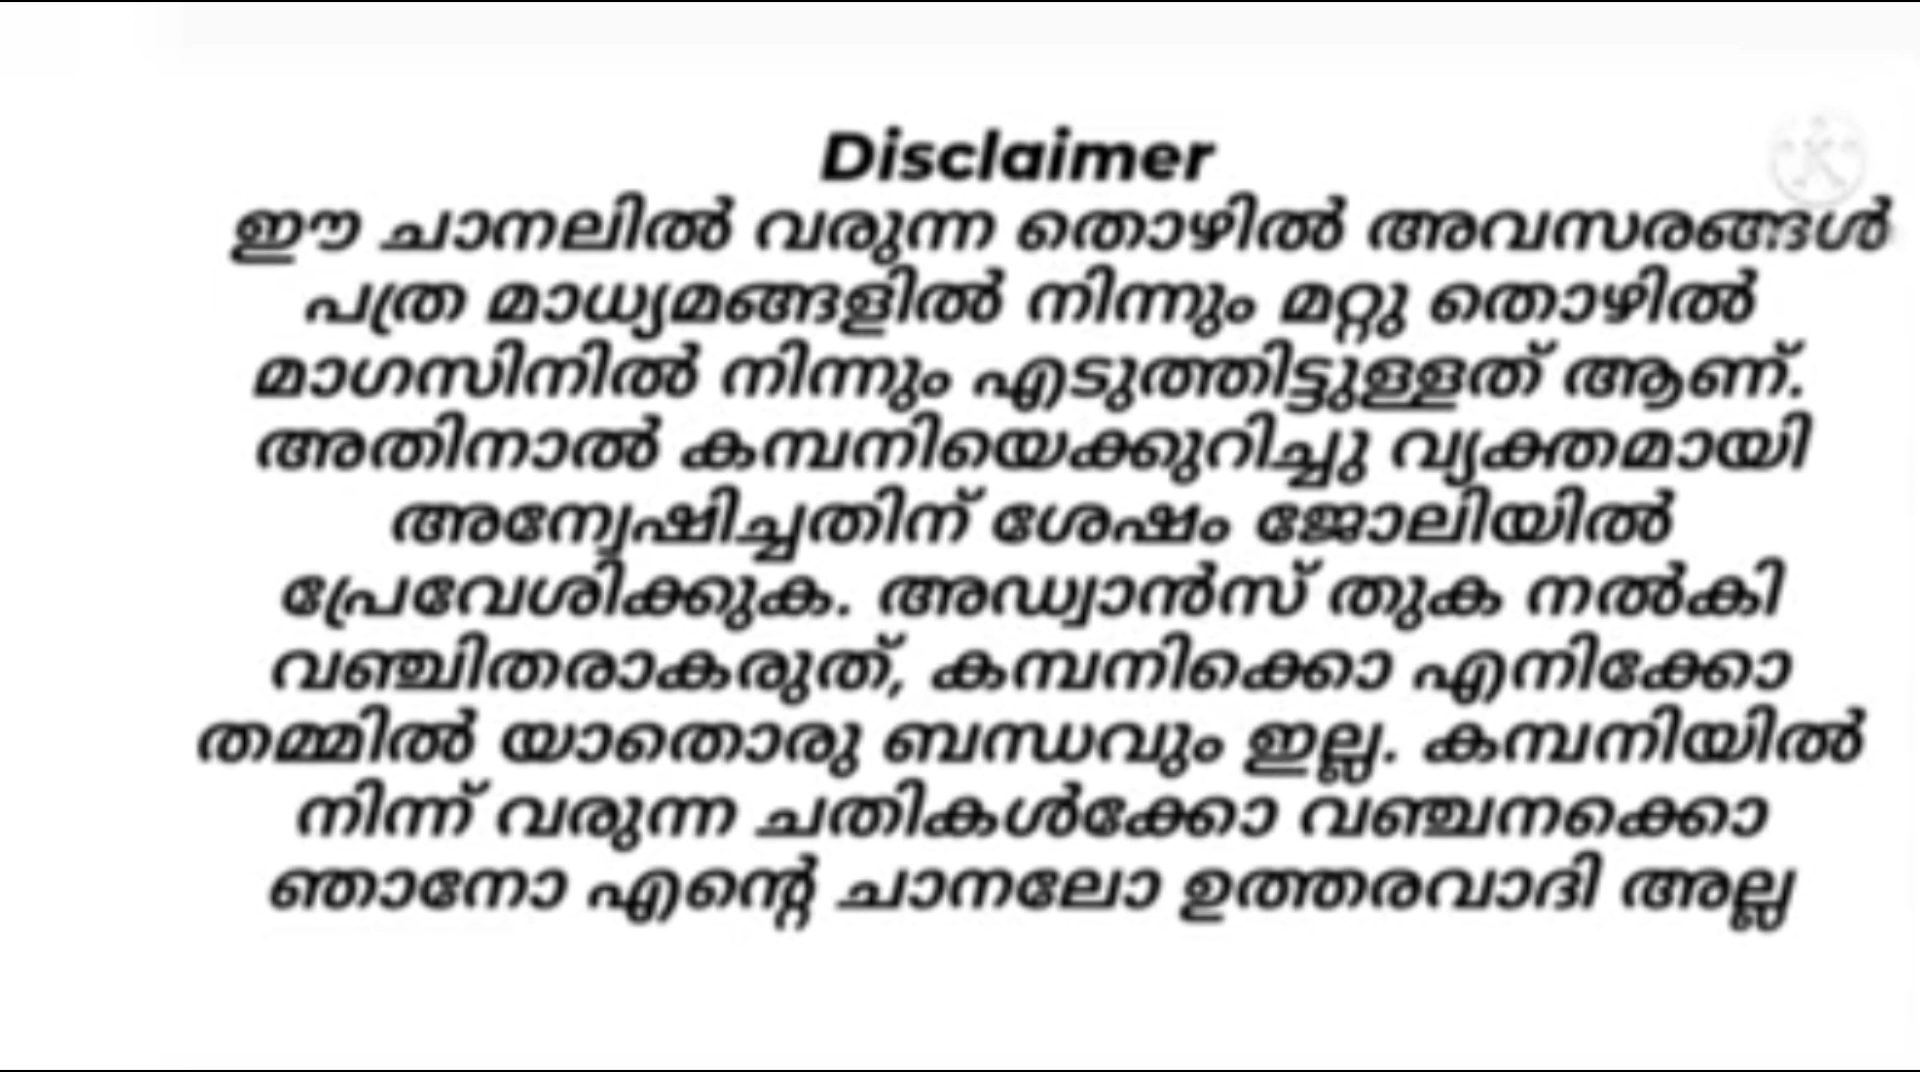 Disclaimer
ഈ ചാനലിൽ വരുന്ന തൊഴിൽ അവസരങ്ങൾ
പത്ര മാധ്യമങ്ങളിൽ നിന്നും മറ്റു തൊഴിൽ
മാഗസിനിൽ നിന്നും എടുത്തിട്ടുള്ളത് ആണ്.
അതിനാൽ കമ്പനിയെക്കുറിച്ചു വ്യക്തമായി
അന്വേഷിച്ചതിന് ശേഷം ജോലിയിൽ
പ്രേവേശിക്കുക. അഡ്വാൻസ് തുക നൽകി
വഞ്ചിതരാകരുത്, കമ്പനിക്കൊ എനിക്കോ
തമ്മിൽ യാതൊരു ബന്ധവും ഇല്ല. കമ്പനിയിൽ
നിന്ന് വരുന്ന ചതികൾക്കോ വഞ്ചനക്കൊ
ഞാനോ എന്റെ ചാനലോ ഉത്തരവാദി അല്ല